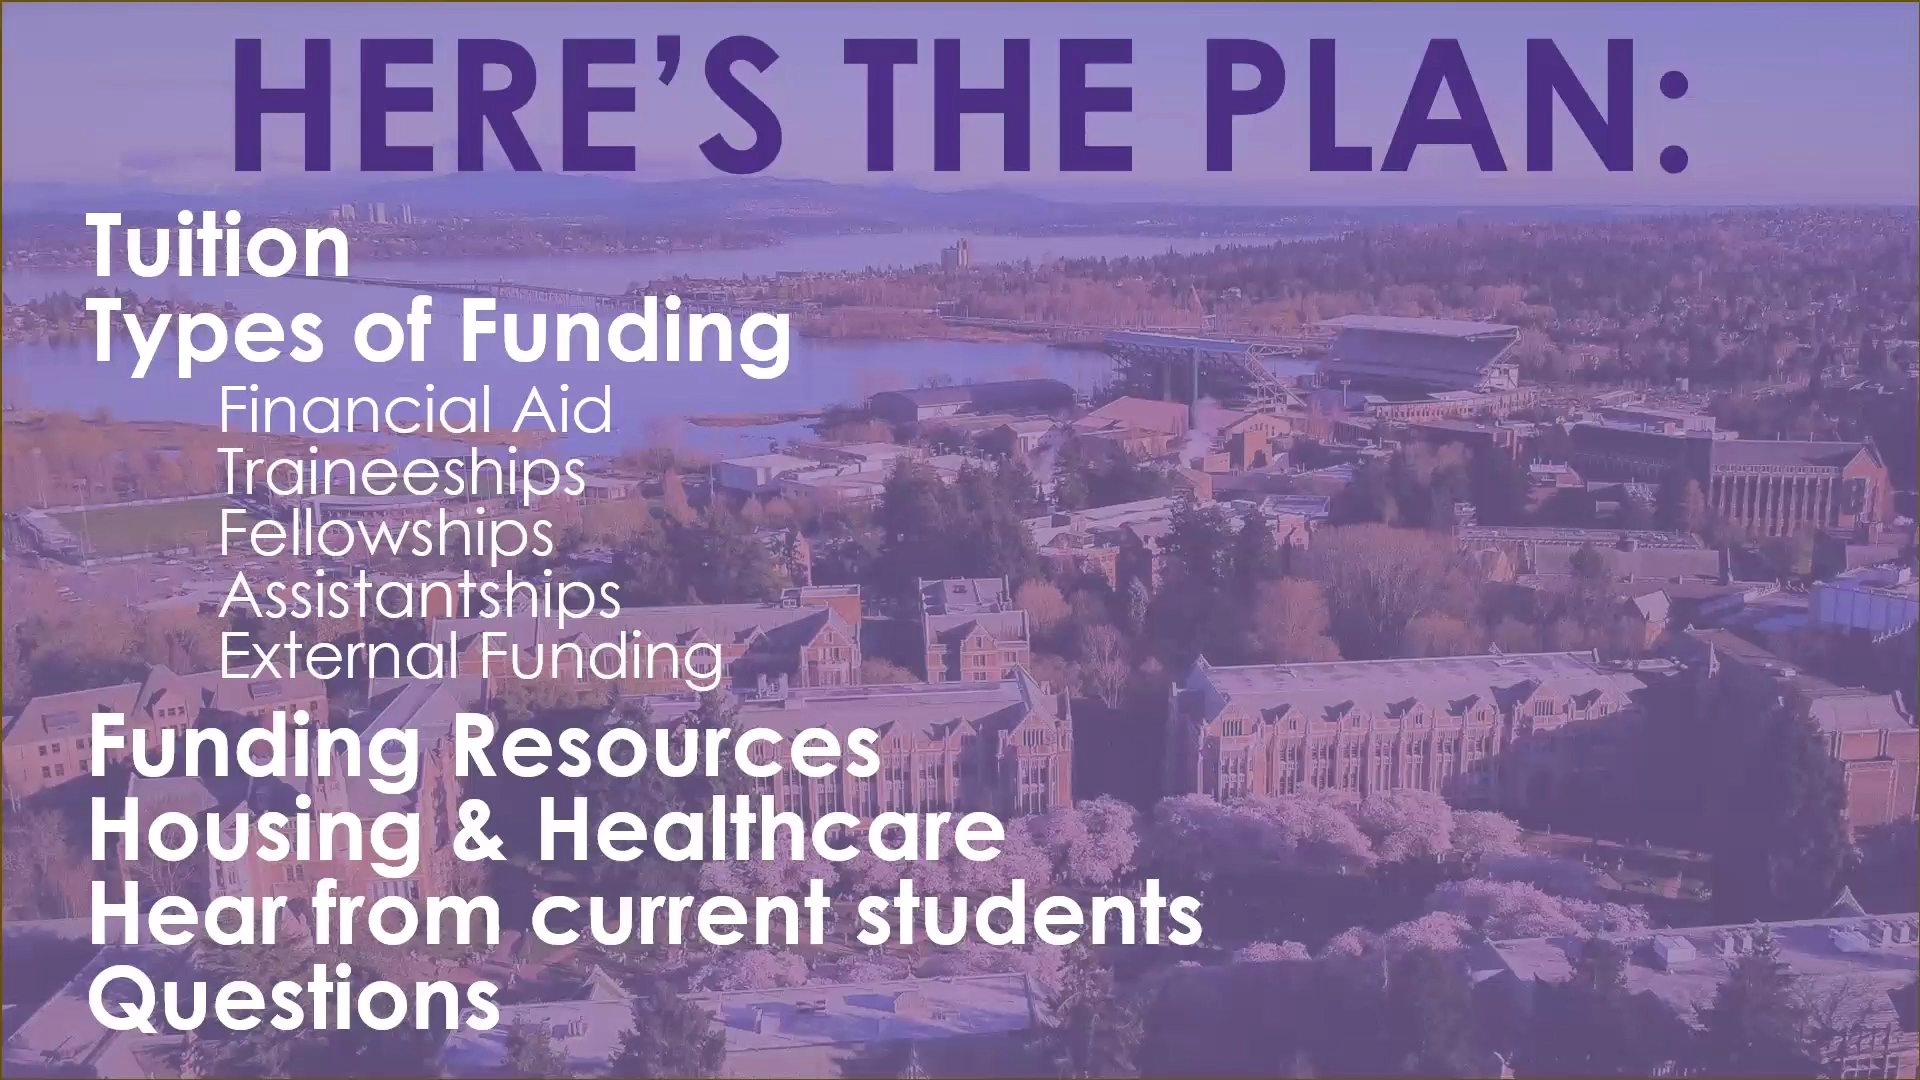 HERE'S THE PLAN:
Tuition
Types of Funding
Financial Aid
Traineeships
Fellowships
Assistantships
External Funding
Funding Resources
Housing & Healthcare
Hear from current students
Questions